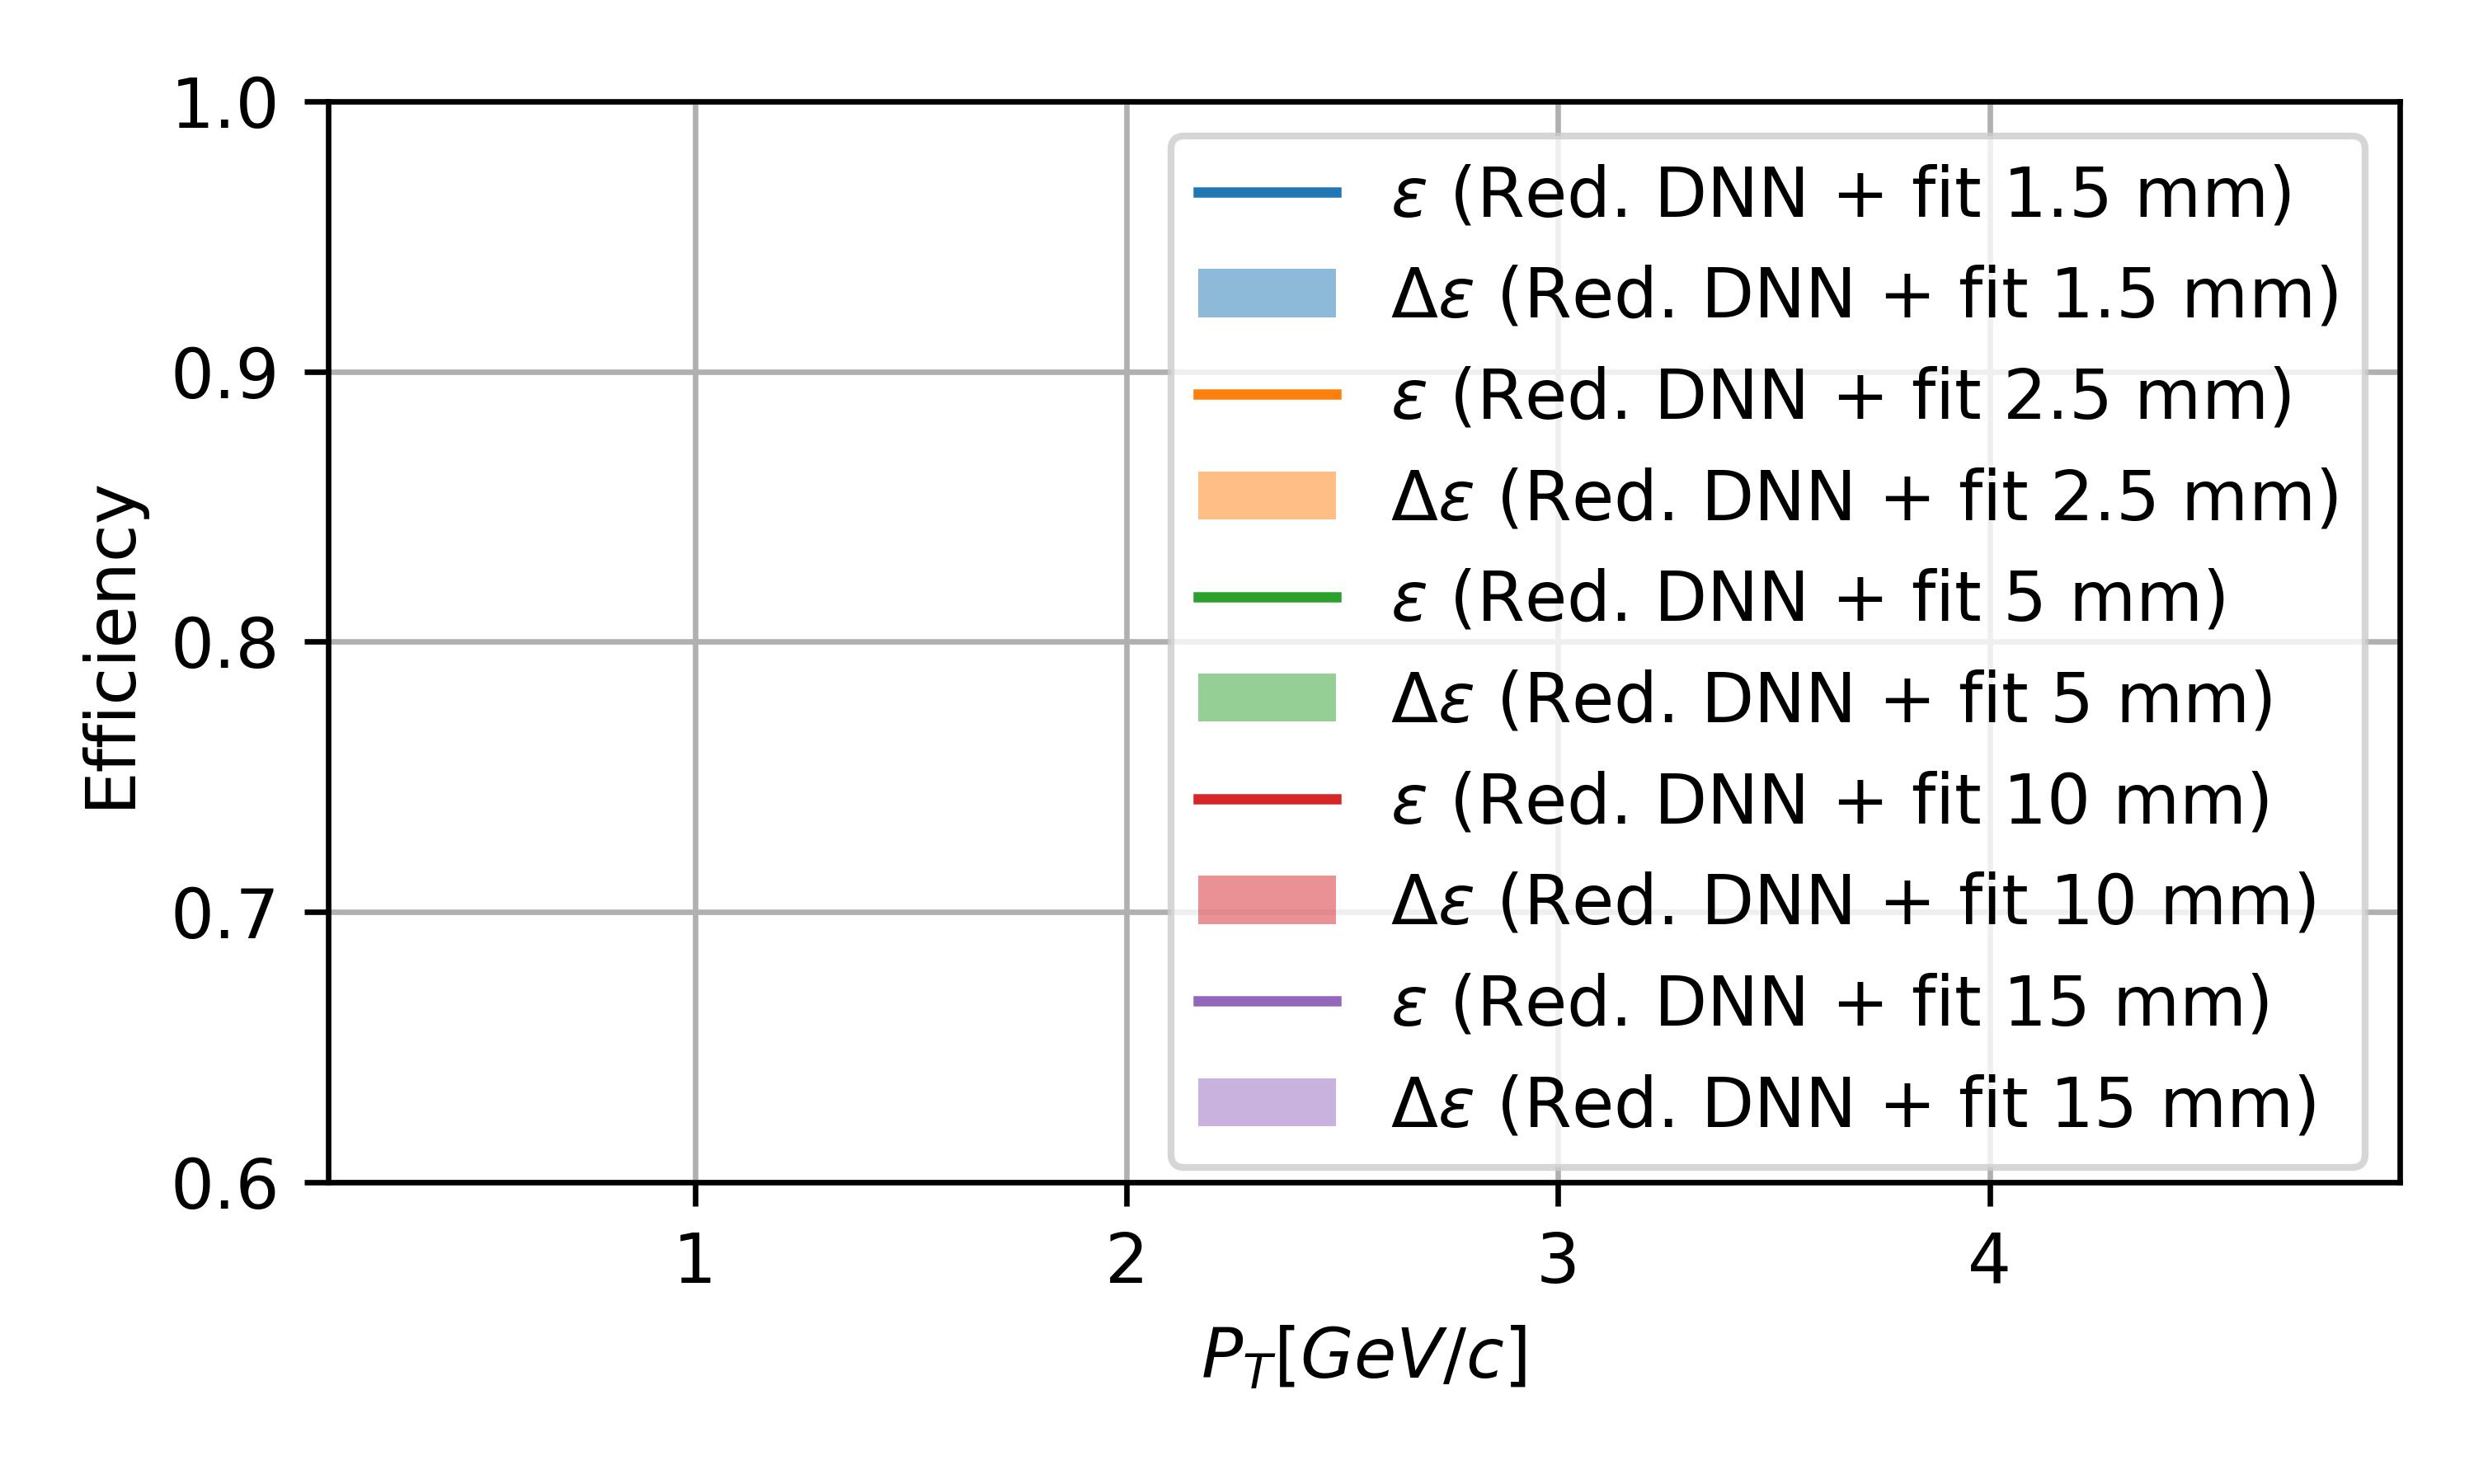 1.0
0.9
0.8
0.7
0.6
Efficiency
ε (Red. DNN + fit 1.5 mm)
Δε (Red. DNN + fit 1.5 mm)
ε (Red. DNN + fit 2.5 mm)
Δε (Red. DNN + fit 2.5 mm)
ε (Red. DNN + fit 5 mm)
Δε (Red. DNN + fit 5 mm)
ε (Red. DNN + fit 10 mm)
Δε (Red. DNN + fit 10 mm)
ε (Red. DNN + fit 15 mm)
Δε (Red. DNN + fit 15 mm)
1 2 3 4
P_T[GeV/c]